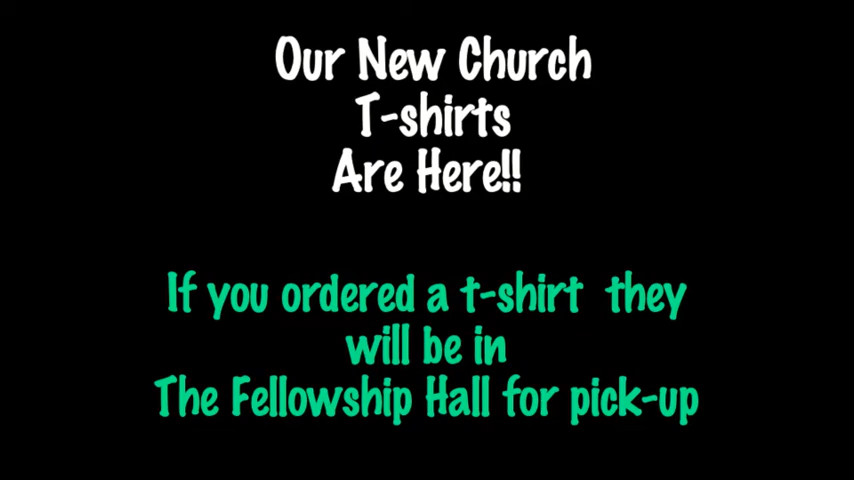 Our New Church
T-shirts
Are Here!!
If you ordered a t-shirt they
will be in
The Fellowship Hall for pick-up